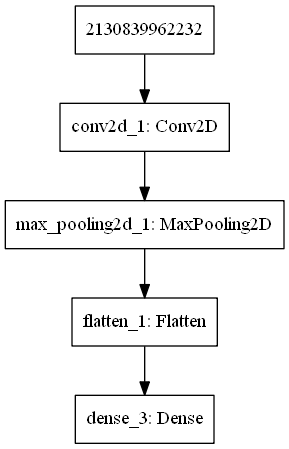 2130839962232
conv2d_1: Conv2D
max_pooling2d_1: MaxPooling2D
flatten_1: Flatten
dense_3: Dense